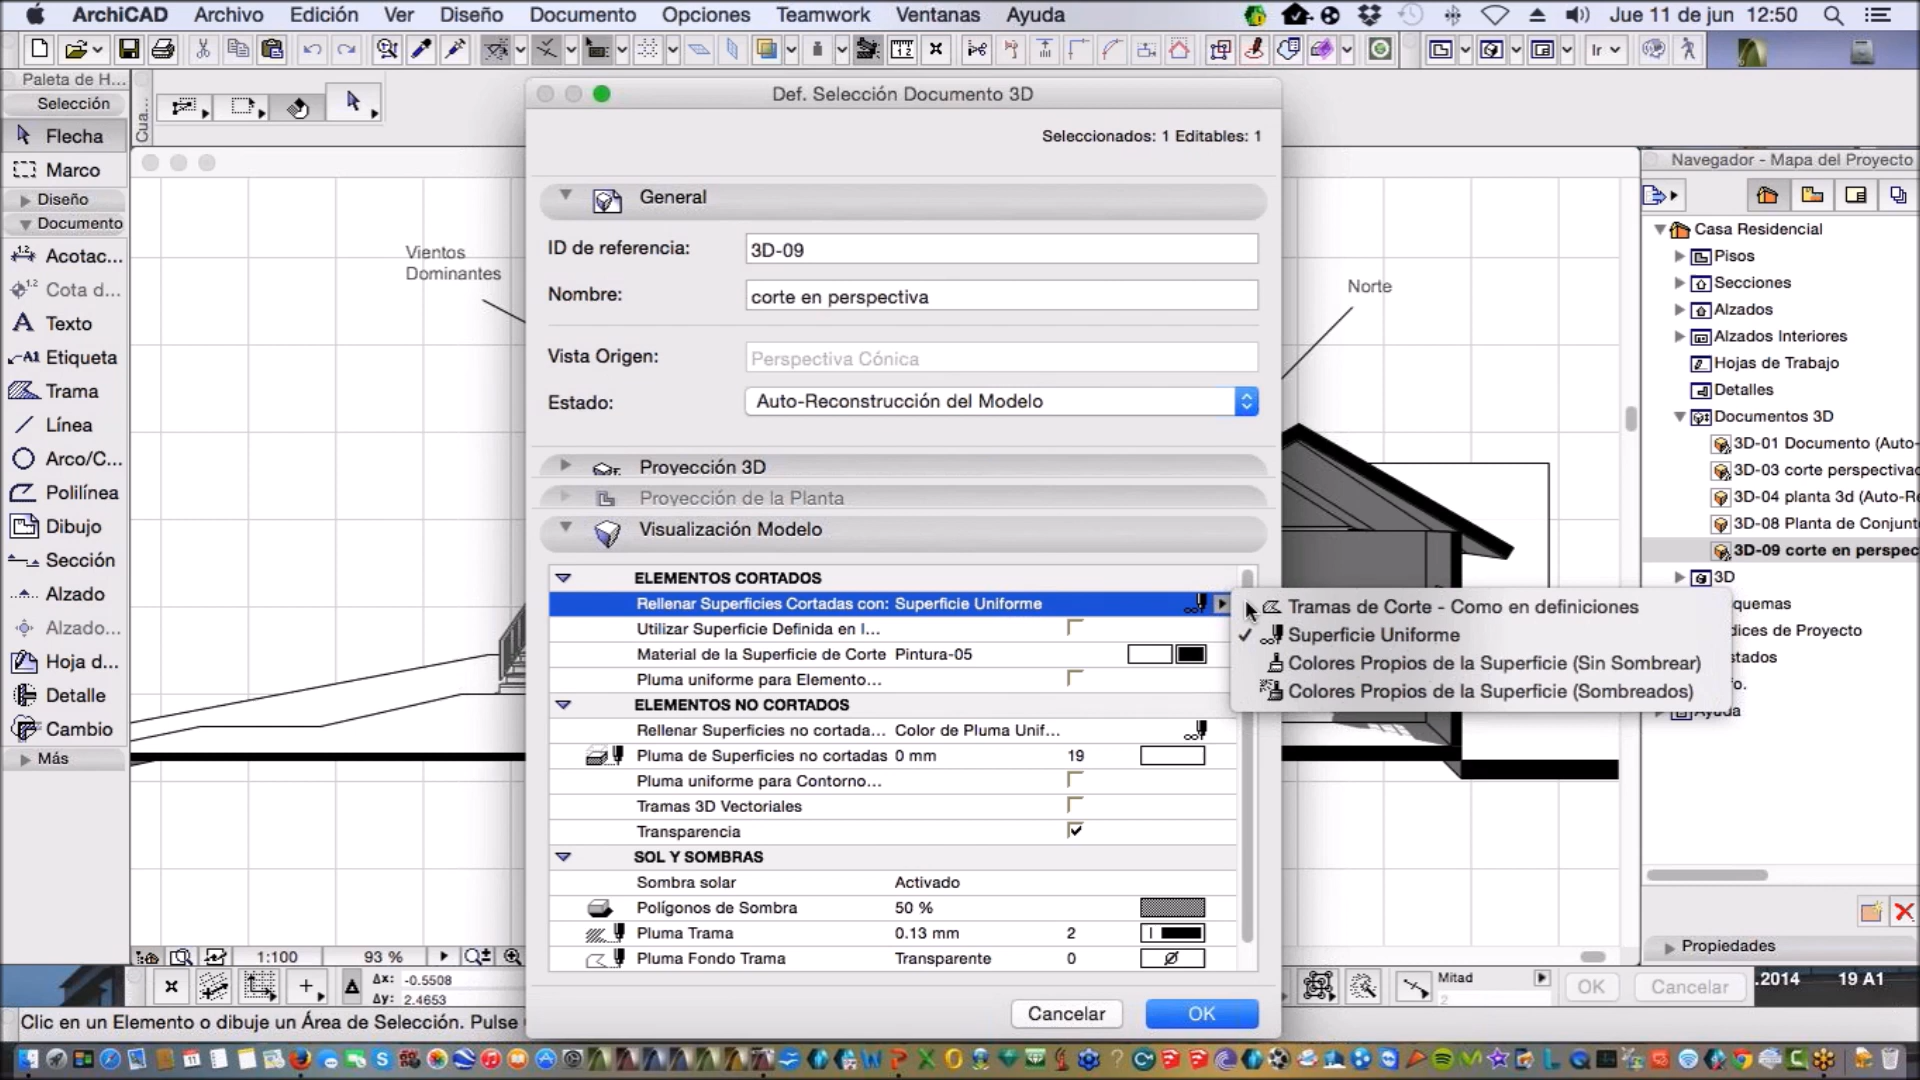 ArchiCAD Archivo Edición Ver Diseño Documento Opciones Teamwork Ventanas Ayuda Jue 11 de jun 12:50
Ir
Paleta de H...
Selección
Flecha
Marco
Diseño
Documento
Acotac...
Cota d...
Texto
Etiqueta
Trama
Línea
Arco/C...
Polilínea
Dibujo
Sección
Alzado
Alzado...
Hoja d...
Detalle
Cambio
Más
Cua...
Vientos
Dominantes
Norte
Def. Selección Documento 3D
Seleccionados: 1 Editables: 1
General
ID de referencia: 3D-09
Nombre: corte en perspectiva
Vista Origen: Perspectiva Cónica
Estado: Auto-Reconstrucción del Modelo
Proyección 3D
Proyección de la Planta
Visualización Modelo
ELEMENTOS CORTADOS
Rellenar Superficies Cortadas con: Superficie Uniforme
Utilizar Superficie Definida en l...
Material de la Superficie de Corte Pintura-05
Pluma uniforme para Elemento...
ELEMENTOS NO CORTADOS
Rellenar Superficies no cortada... Color de Pluma Unif...
Pluma de Superficies no cortadas 0 mm 19
Pluma uniforme para Contorno...
Tramas 3D Vectoriales
Transparencia
SOL Y SOMBRAS
Sombra solar Activado
Polígonos de Sombra 50 %
Pluma Trama 0.13 mm 2
Pluma Fondo Trama Transparente 0
Cancelar OK
Tramas de Corte - Como en definiciones
Superficie Uniforme
Colores Propios de la Superficie (Sin Sombrear)
Colores Propios de la Superficie (Sombreados)
Navegador - Mapa del Proyecto
Casa Residencial
Pisos
Secciones
Alzados
Alzados Interiores
Hojas de Trabajo
Detalles
Documentos 3D
3D-01 Documento (Auto-
3D-03 corte perspectiva
3D-04 planta 3d (Auto-Re
3D-08 Planta de Conjunt
3D-09 corte en perspec
3D
quemas
dices de Proyecto
stados
fo.
Ayuda
Propiedades
1:100 93 %
Δx: -0.5508
Δy: 2.4653
Mitad
2
OK Cancelar
.2014 19 A1
Clic en un Elemento o dibuje un Área de Selección. Pulse